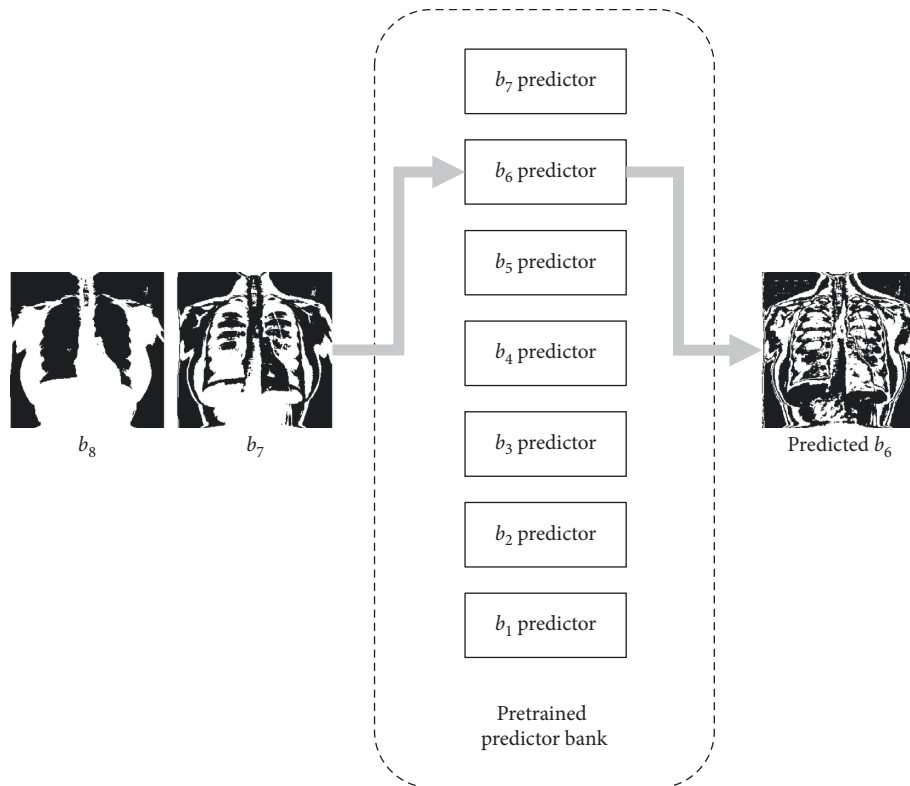 b₇ predictor
b₆ predictor
b₅ predictor
b₄ predictor
b₃ predictor
b₂ predictor
b₁ predictor
b₈
b₇
Predicted b₆
Pretrained
predictor bank